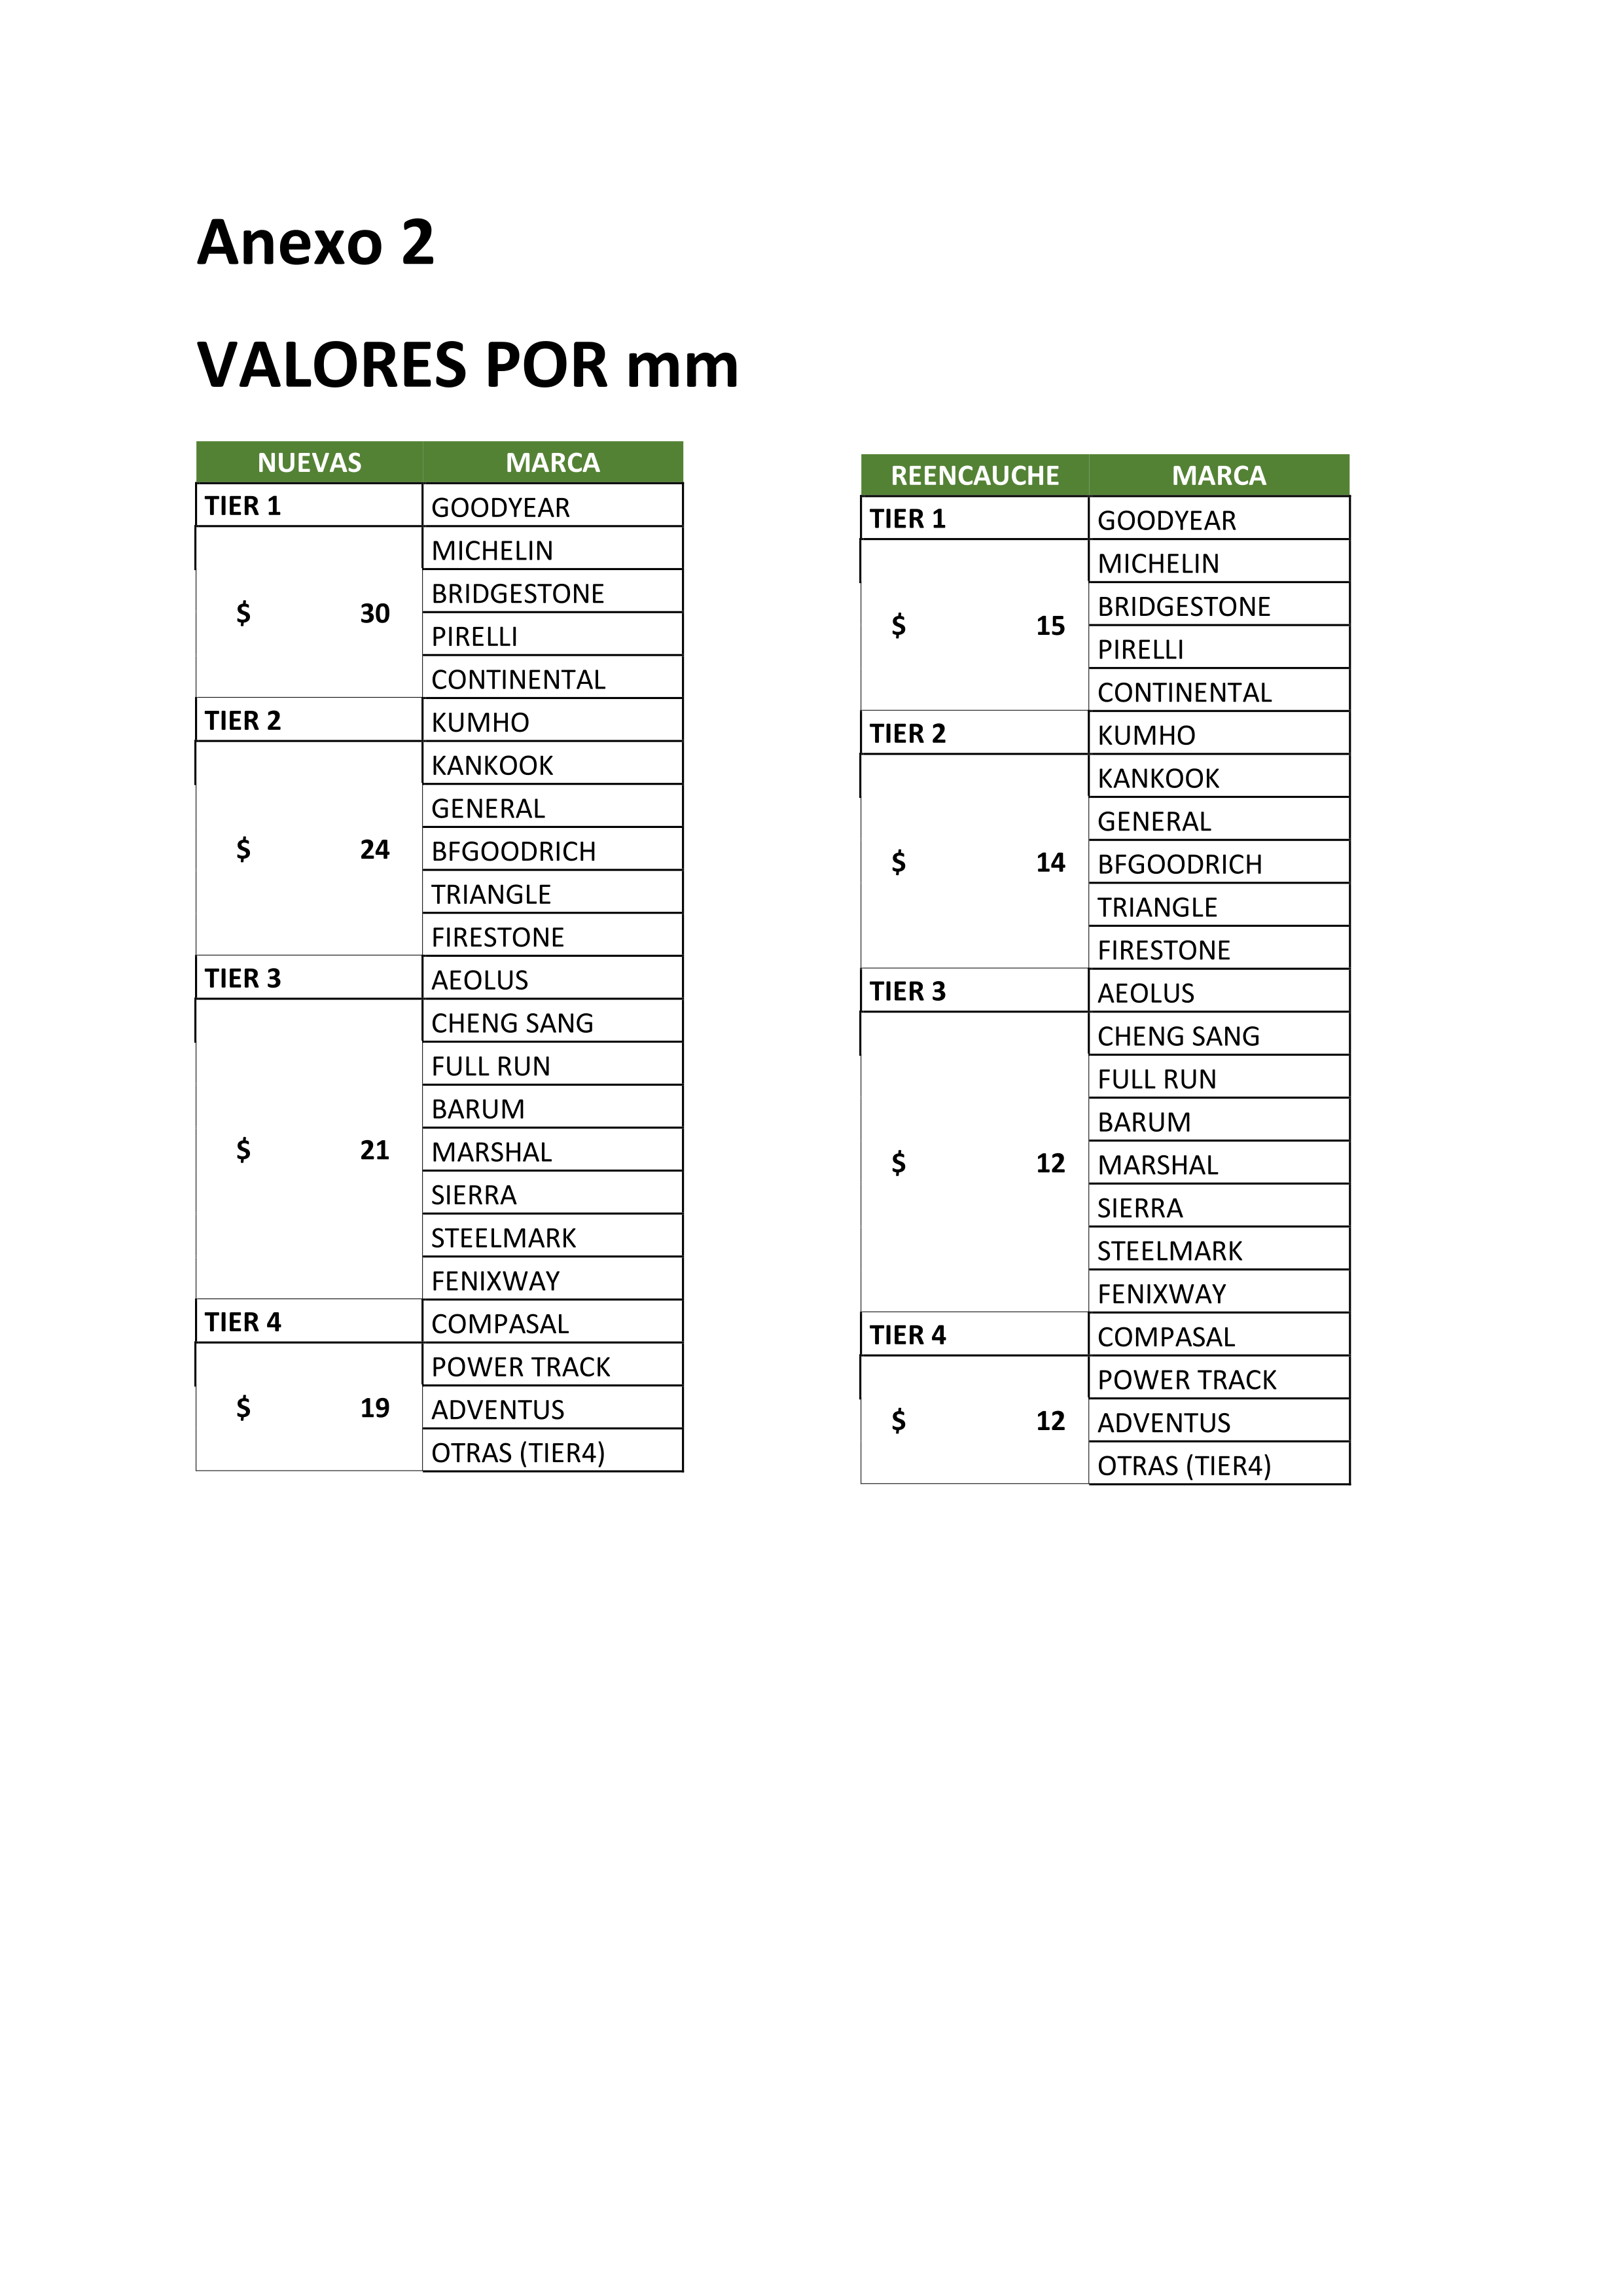 Anexo 2
VALORES POR mm
NUEVAS MARCA
TIER 1 GOODYEAR
MICHELIN
BRIDGESTONE
$ 30
PIRELLI
CONTINENTAL
TIER 2 KUMHO
KANKOOK
GENERAL
$ 24 BFGOODRICH
TRIANGLE
FIRESTONE
TIER 3 AEOLUS
CHENG SANG
FULL RUN
BARUM
$ 21 MARSHAL
SIERRA
STEELMARK
FENIXWAY
TIER 4 COMPASAL
POWER TRACK
$ 19 ADVENTUS
OTRAS (TIER4)
REENCAUCHE MARCA
TIER 1 GOODYEAR
MICHELIN
BRIDGESTONE
$ 15
PIRELLI
CONTINENTAL
TIER 2 KUMHO
KANKOOK
GENERAL
$ 14 BFGOODRICH
TRIANGLE
FIRESTONE
TIER 3 AEOLUS
CHENG SANG
FULL RUN
BARUM
$ 12 MARSHAL
SIERRA
STEELMARK
FENIXWAY
TIER 4 COMPASAL
POWER TRACK
$ 12 ADVENTUS
OTRAS (TIER4)